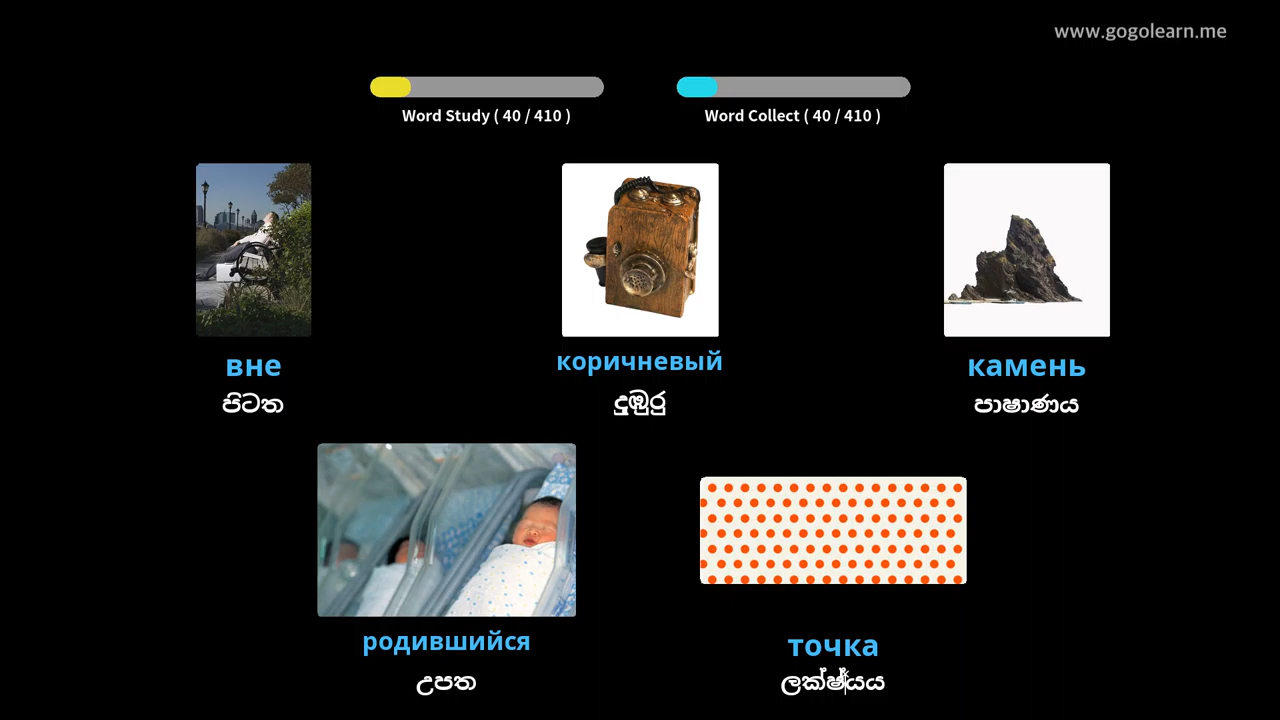 www.gogolearn.me
Word Study ( 40 / 410 )
Word Collect ( 40 / 410 )
вне
පිටත
коричневый
දුඹුරු
камень
පාෂාණය
родившийся
උපත
точка
ලක්ෂ්‍යය